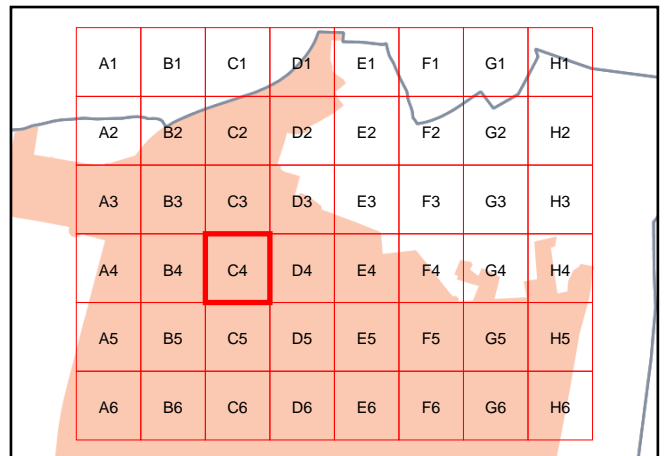 A1 B1 C1 D1 E1 F1 G1 H1
A2 B2 C2 D2 E2 F2 G2 H2
A3 B3 C3 D3 E3 F3 G3 H3
A4 B4 C4 D4 E4 F4 G4 H4
A5 B5 C5 D5 E5 F5 G5 H5
A6 B6 C6 D6 E6 F6 G6 H6